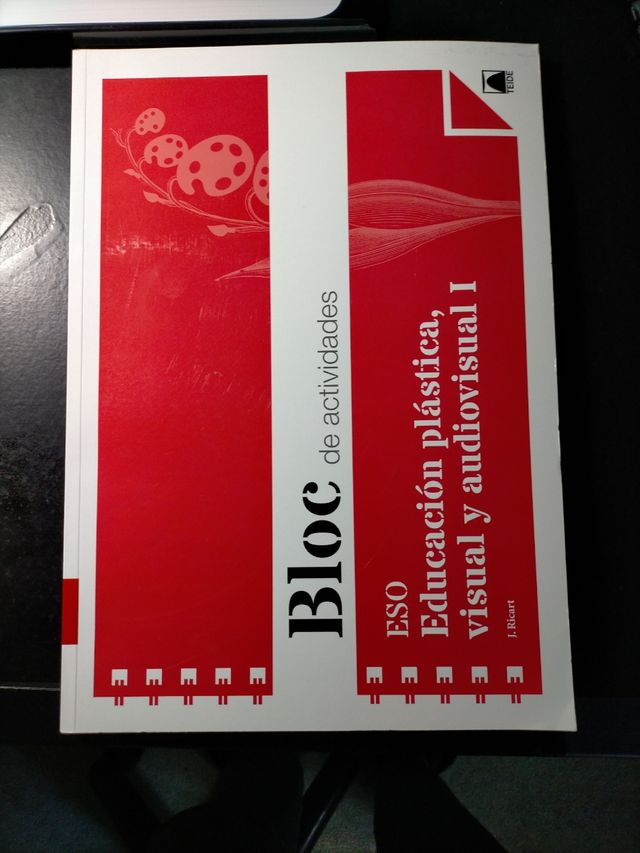 TEIDE
Bloc
de actividades
ESO
Educación plástica,
visual y audiovisual I
J. Ricart